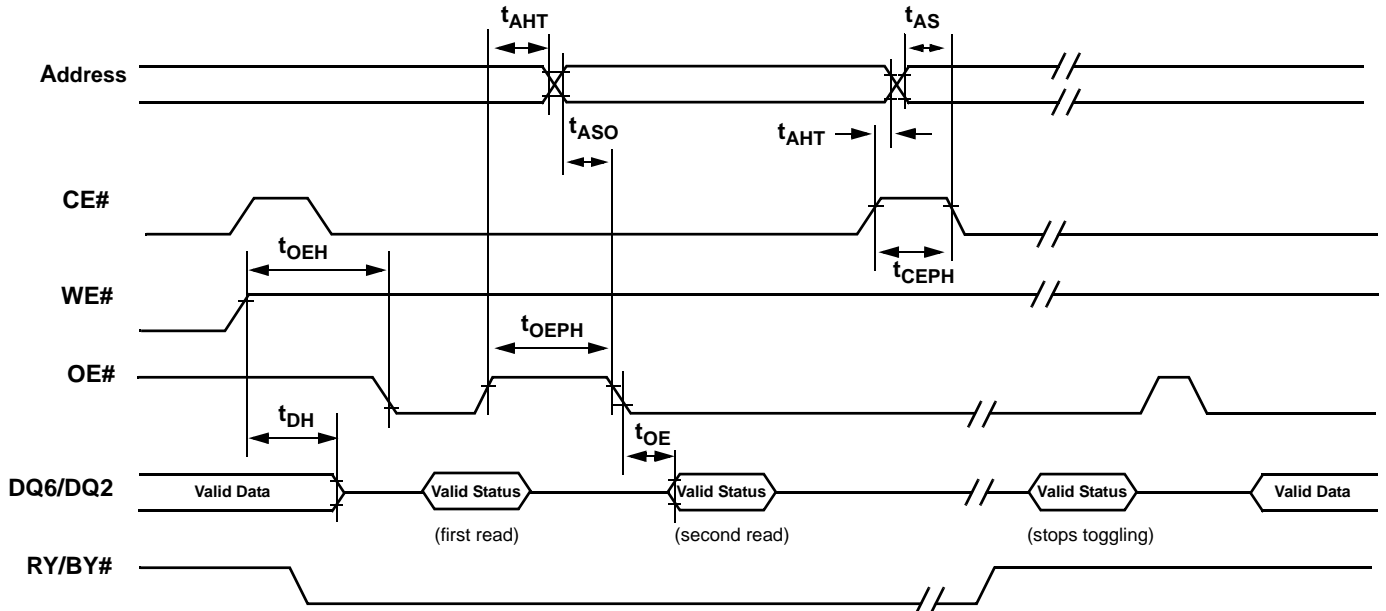 tAHT
tAS
Address
tASO
tAHT
CE#
tOEH
tCEPH
WE#
tOEPH
OE#
tDH
tOE
DQ6/DQ2
Valid Data
Valid Status
Valid Status
Valid Status
Valid Data
(first read)
(second read)
(stops toggling)
RY/BY#